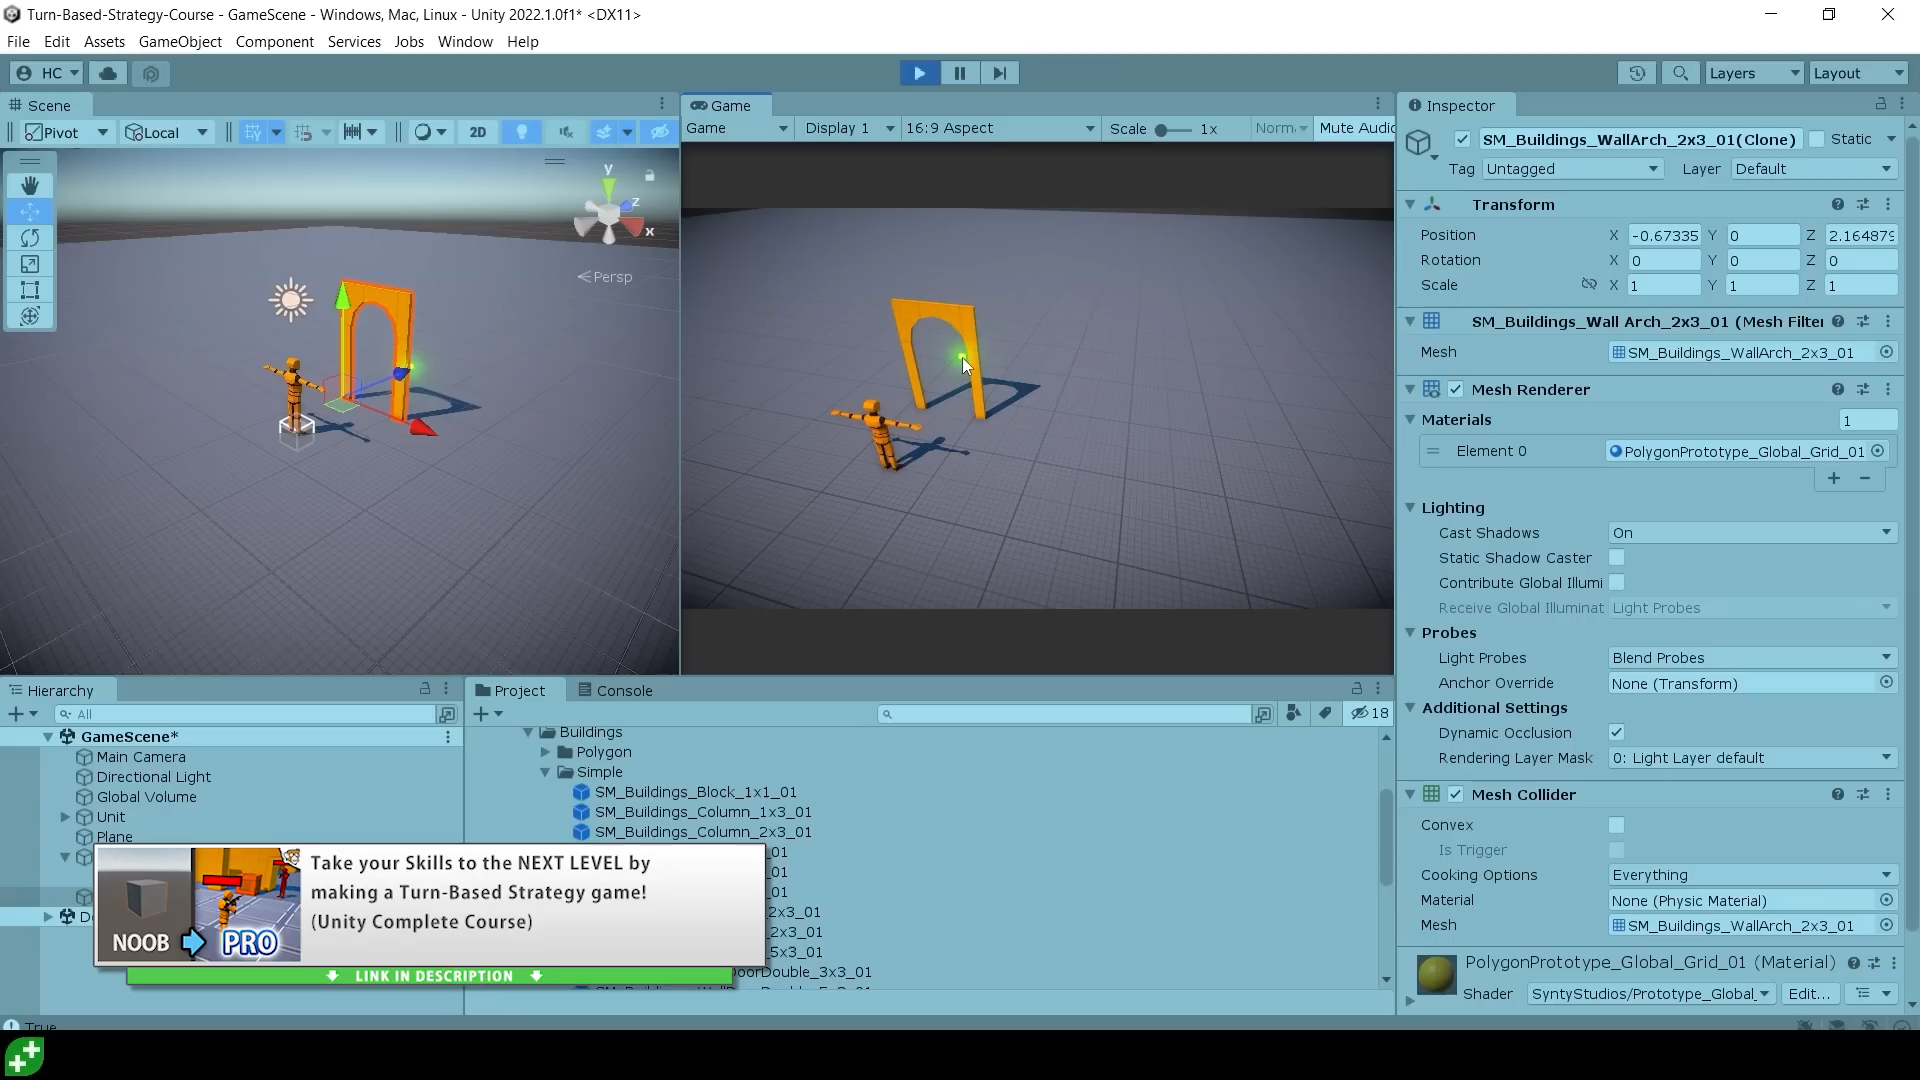 Turn-Based-Strategy-Course - GameScene - Windows, Mac, Linux - Unity 2022.1.0f1* <DX11>
File Edit Assets GameObject Component Services Jobs Window Help
HC
Layers
Layout
Scene
Game
Inspector
Pivot
Local
2D
Game
Display 1
16:9 Aspect
Scale
1x
Mute Audio
y
z
x
Persp
SM_Buildings_WallArch_2x3_01(Clone)
Static
Tag Untagged
Layer Default
Transform
Position X -0.67335 Y 0 Z 2.164879
Rotation X 0 Y 0 Z 0
Scale X 1 Y 1 Z 1
SM_Buildings_Wall Arch_2x3_01 (Mesh Filter
Mesh SM_Buildings_WallArch_2x3_01
Mesh Renderer
Materials 1
Element 0 PolygonPrototype_Global_Grid_01
Lighting
Cast Shadows On
Static Shadow Caster
Contribute Global Illumi
Receive Global Illuminat Light Probes
Probes
Light Probes Blend Probes
Anchor Override None (Transform)
Additional Settings
Dynamic Occlusion
Rendering Layer Mask 0: Light Layer default
Mesh Collider
Convex
Is Trigger
Cooking Options Everything
Material None (Physic Material)
Mesh SM_Buildings_WallArch_2x3_01
PolygonPrototype_Global_Grid_01 (Material)
Shader SyntyStudios/Prototype_Global_ Edit...
Hierarchy
All
GameScene*
Main Camera
Directional Light
Global Volume
Unit
Plane
Project
Console
18
Buildings
Polygon
Simple
SM_Buildings_Block_1x1_01
SM_Buildings_Column_1x3_01
SM_Buildings_Column_2x3_01
_01
_01
_01
2x3_01
2x3_01
5x3_01
oorDouble_3x3_01
NOOB
PRO
Take your Skills to the NEXT LEVEL by
making a Turn-Based Strategy game!
(Unity Complete Course)
LINK IN DESCRIPTION
True